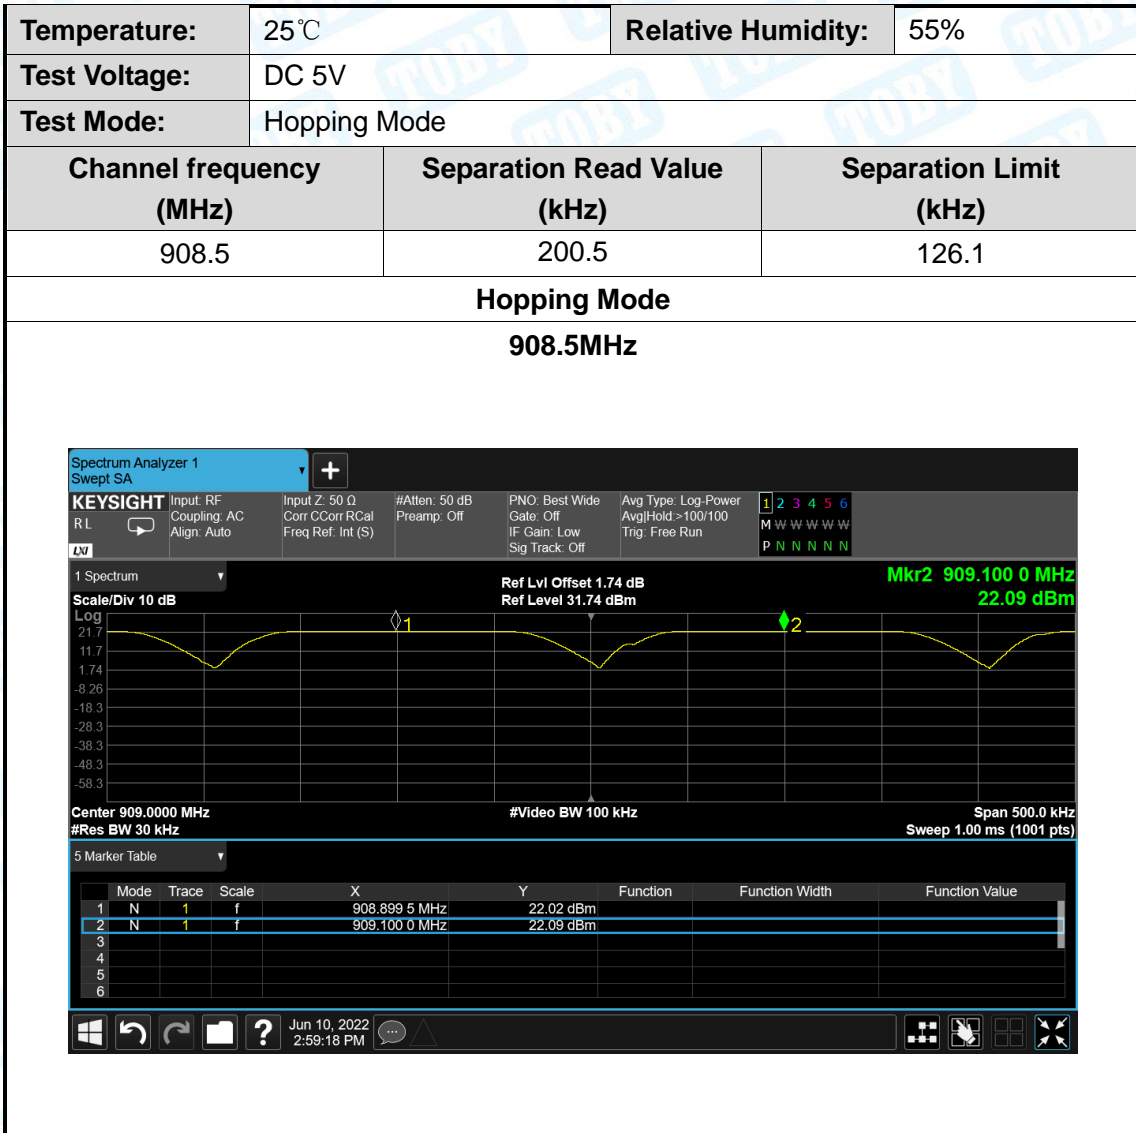 Temperature: 25℃ Relative Humidity: 55%
Test Voltage: DC 5V
Test Mode: Hopping Mode
Channel frequency (MHz) Separation Read Value (kHz) Separation Limit (kHz)
908.5 200.5 126.1
Hopping Mode
908.5MHz
Spectrum Analyzer 1
Swept SA
+
KEYSIGHT
RL
LXI
Input: RF
Coupling: AC
Align: Auto
Input Z: 50 Ω
Corr CCorr RCal
Freq Ref: Int (S)
#Atten: 50 dB
Preamp: Off
PNO: Best Wide
Gate: Off
IF Gain: Low
Sig Track: Off
Avg Type: Log-Power
Avg|Hold:>100/100
Trig: Free Run
1 2 3 4 5 6
M W W W W W
P N N N N N
1 Spectrum
Scale/Div 10 dB
Ref Lvl Offset 1.74 dB
Ref Level 31.74 dBm
Mkr2 909.100 0 MHz
22.09 dBm
Log
1
2
21.7
11.7
1.74
-8.26
-18.3
-28.3
-38.3
-48.3
-58.3
Center 909.0000 MHz #Video BW 100 kHz Span 500.0 kHz
#Res BW 30 kHz Sweep 1.00 ms (1001 pts)
5 Marker Table
Mode Trace Scale X Y Function Function Width Function Value
1 N 1 f 908.899 5 MHz 22.02 dBm
2 N 1 f 909.100 0 MHz 22.09 dBm
3
4
5
6
?
Jun 10, 2022
2:59:18 PM
TOBY